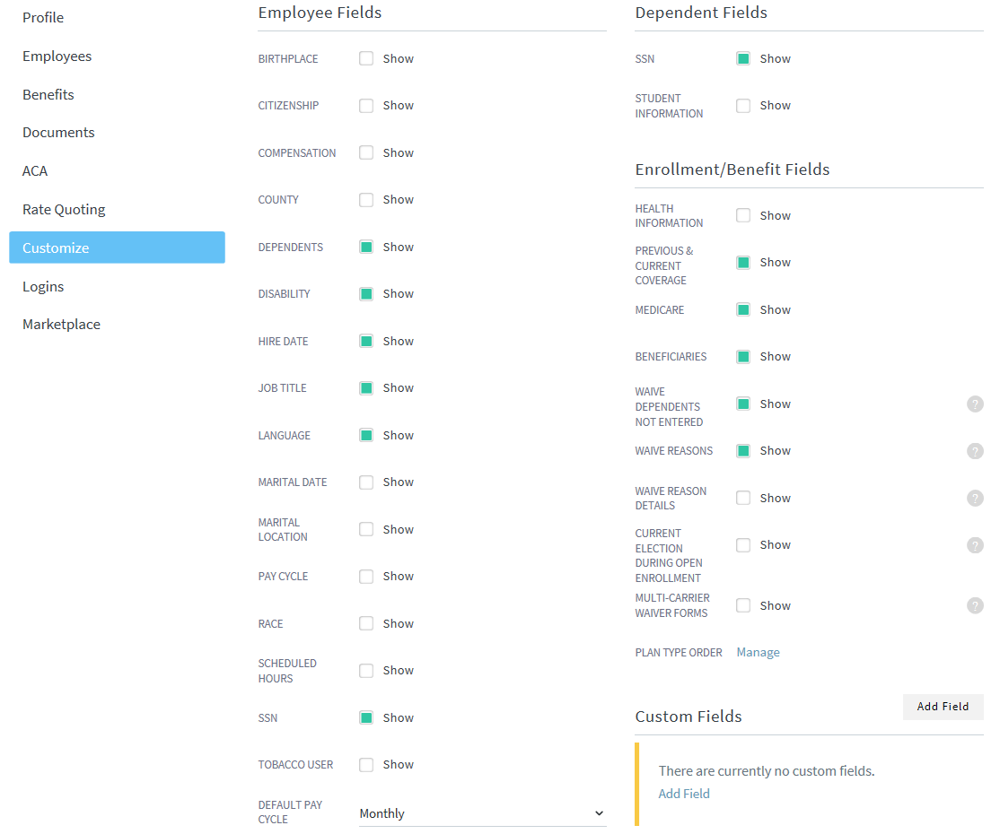 Profile
Employees
Benefits
Documents
ACA
Rate Quoting
Customize
Logins
Marketplace
Employee Fields
BIRTHPLACE Show
CITIZENSHIP Show
COMPENSATION Show
COUNTY Show
DEPENDENTS Show
DISABILITY Show
HIRE DATE Show
JOB TITLE Show
LANGUAGE Show
MARITAL DATE Show
MARITAL
LOCATION Show
PAY CYCLE Show
RACE Show
SCHEDULED
HOURS Show
SSN Show
TOBACCO USER Show
DEFAULT PAY
CYCLE Monthly
Dependent Fields
SSN Show
STUDENT
INFORMATION Show
Enrollment/Benefit Fields
HEALTH
INFORMATION Show
PREVIOUS &
CURRENT Show
COVERAGE
MEDICARE Show
BENEFICIARIES Show
WAIVE
DEPENDENTS Show ?
NOT ENTERED
WAIVE REASONS Show ?
WAIVE REASON
DETAILS Show ?
CURRENT
ELECTION Show ?
DURING OPEN
ENROLLMENT
MULTI-CARRIER
WAIVER FORMS Show ?
PLAN TYPE ORDER Manage
Custom Fields
Add Field
There are currently no custom fields.
Add Field